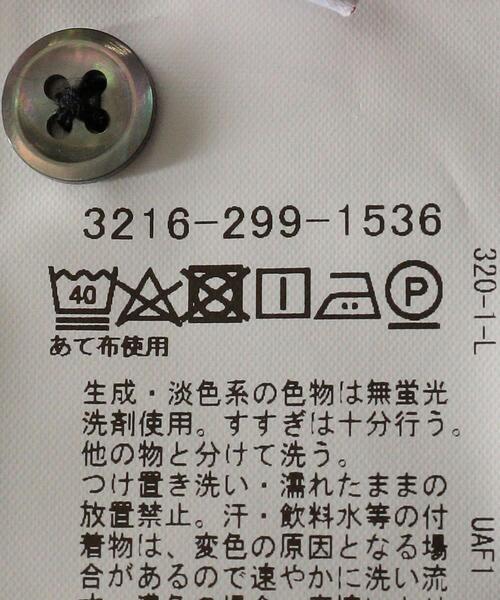 3216-299-1536
40
P
あて布使用
生成・淡色系の色物は無蛍光
洗剤使用。すすぎは十分行う。
他の物と分けて洗う。
つけ置き洗い・濡れたままの
放置禁止。汗・飲料水等の付
着物は、変色の原因となる場
合があるので速やかに洗い流
320-1-L
UAF1